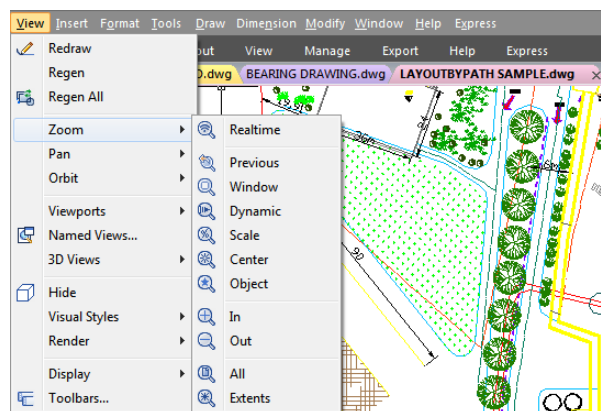 View Insert Format Tools Draw Dimension Modify Window Help Express
out View Manage Export Help Express
D.dwg BEARING DRAWING.dwg LAYOUTBYPATH SAMPLE.dwg
Redraw
Regen
Regen All
Zoom
Pan
Orbit
Viewports
Named Views...
3D Views
Hide
Visual Styles
Render
Display
Toolbars...
Realtime
Previous
Window
Dynamic
Scale
Center
Object
In
Out
All
Extents
90